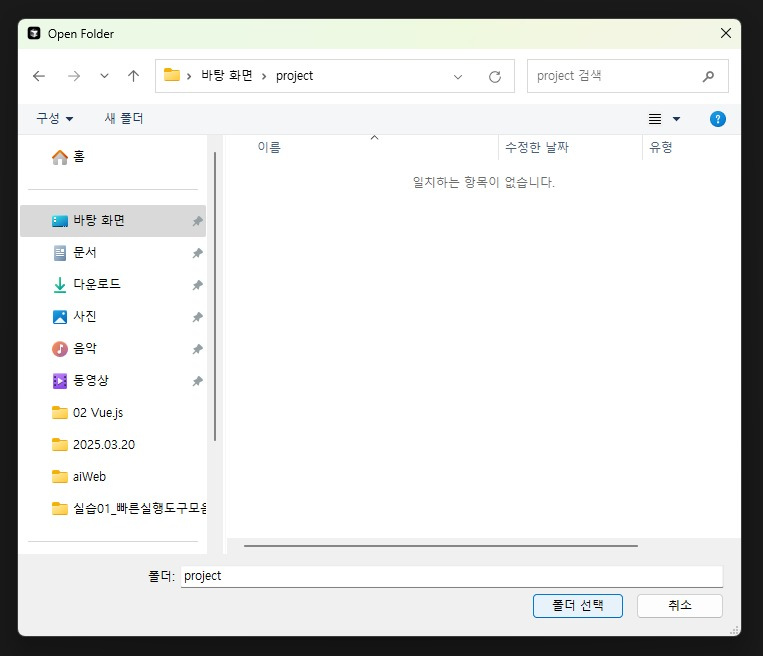 Open Folder
바탕 화면 project
project 검색
구성 새 폴더
?
이름 수정한 날짜 유형
일치하는 항목이 없습니다.
홈
바탕 화면
문서
다운로드
사진
음악
동영상
02 Vue.js
2025.03.20
aiWeb
실습01_빠른실행도구모음
폴더: project
폴더 선택 취소